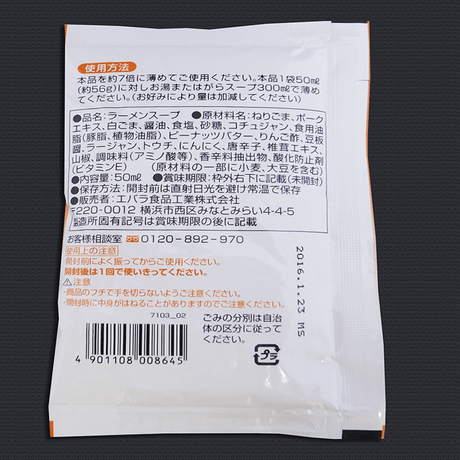 使用方法
本品を約7倍に薄めてご使用ください。本品1袋50mℓ
(約56g)に対しお湯またはがらスープ300mℓで薄め
てください。(お好みにより量は加減してください)
●品名:ラーメンスープ ●原材料名:ねりごま、ポーク
エキス、白ごま、醤油、食塩、砂糖、コチュジャン、食用油
脂(豚脂、植物油脂)、ピーナッツバター、りんご酢、豆板
醤、ラージャン、トウチ、にんにく、唐辛子、椎茸エキス、
山椒、調味料(アミノ酸等)、香辛料抽出物、酸化防止剤
(ビタミンE) (原材料の一部に小麦、大豆を含む)
●内容量:50mℓ ●賞味期限:枠外右下に記載(未開封)
●保存方法:開封前は直射日光を避け常温で保存
●販売者:エバラ食品工業株式会社
〒220-0012 横浜市西区みなとみらい4-4-5
製造所固有記号は賞味期限の後に記載
お客様相談室 0120-892-970
使用上の注意
開封前によく振ってからご使用ください。
開封後は1回で使いきってください。
⚠注意
・商品のフチで手を切らないようご注意ください。
・開封時に中身がはねることがありますのでご注意ください。
7103_02
4 901108 008645
ごみの分別は自治
体の区分に従って
ください。
プラ
2016.1.23 MS